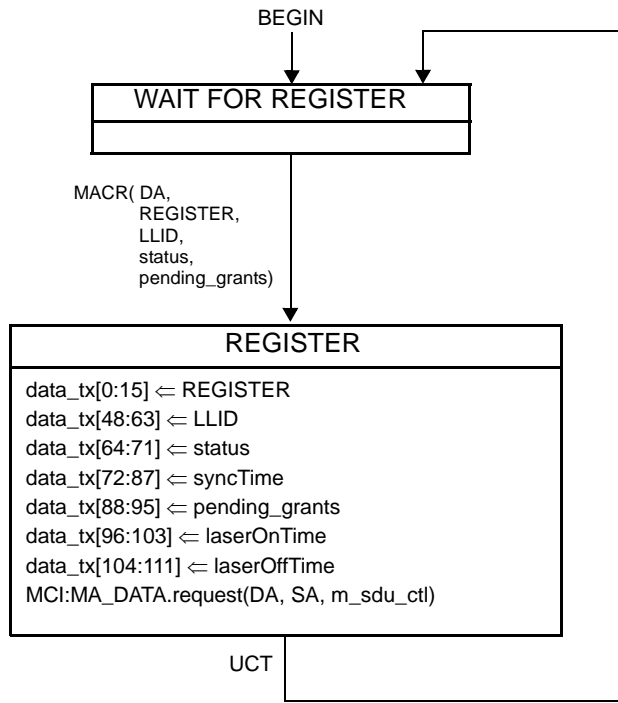 BEGIN
WAIT FOR REGISTER
MACR( DA,
REGISTER,
LLID,
status,
pending_grants)
REGISTER
data_tx[0:15] ⇐ REGISTER
data_tx[48:63] ⇐ LLID
data_tx[64:71] ⇐ status
data_tx[72:87] ⇐ syncTime
data_tx[88:95] ⇐ pending_grants
data_tx[96:103] ⇐ laserOnTime
data_tx[104:111] ⇐ laserOffTime
MCI:MA_DATA.request(DA, SA, m_sdu_ctl)
UCT